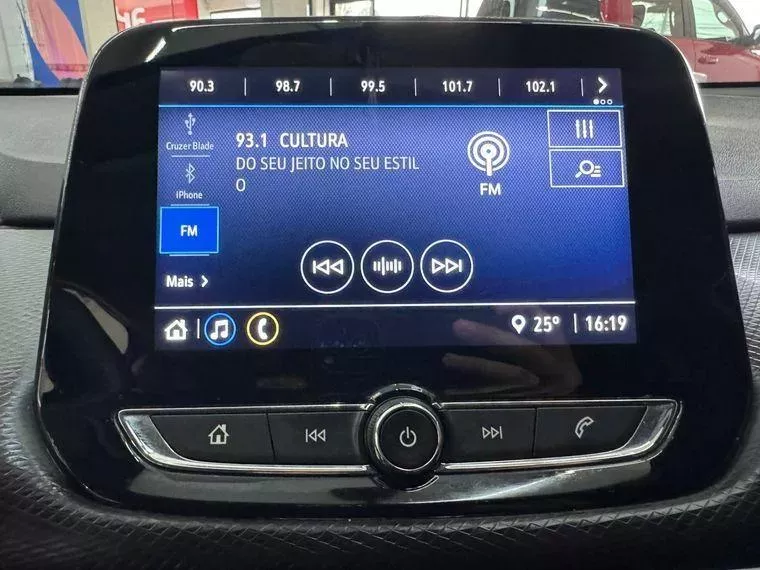 90.3 | 98.7 | 99.5 | 101.7 | 102.1 |
Cruzer Blade
93.1 CULTURA
DO SEU JEITO NO SEU ESTIL
O
iPhone
FM
FM
Mais
25° | 16:19